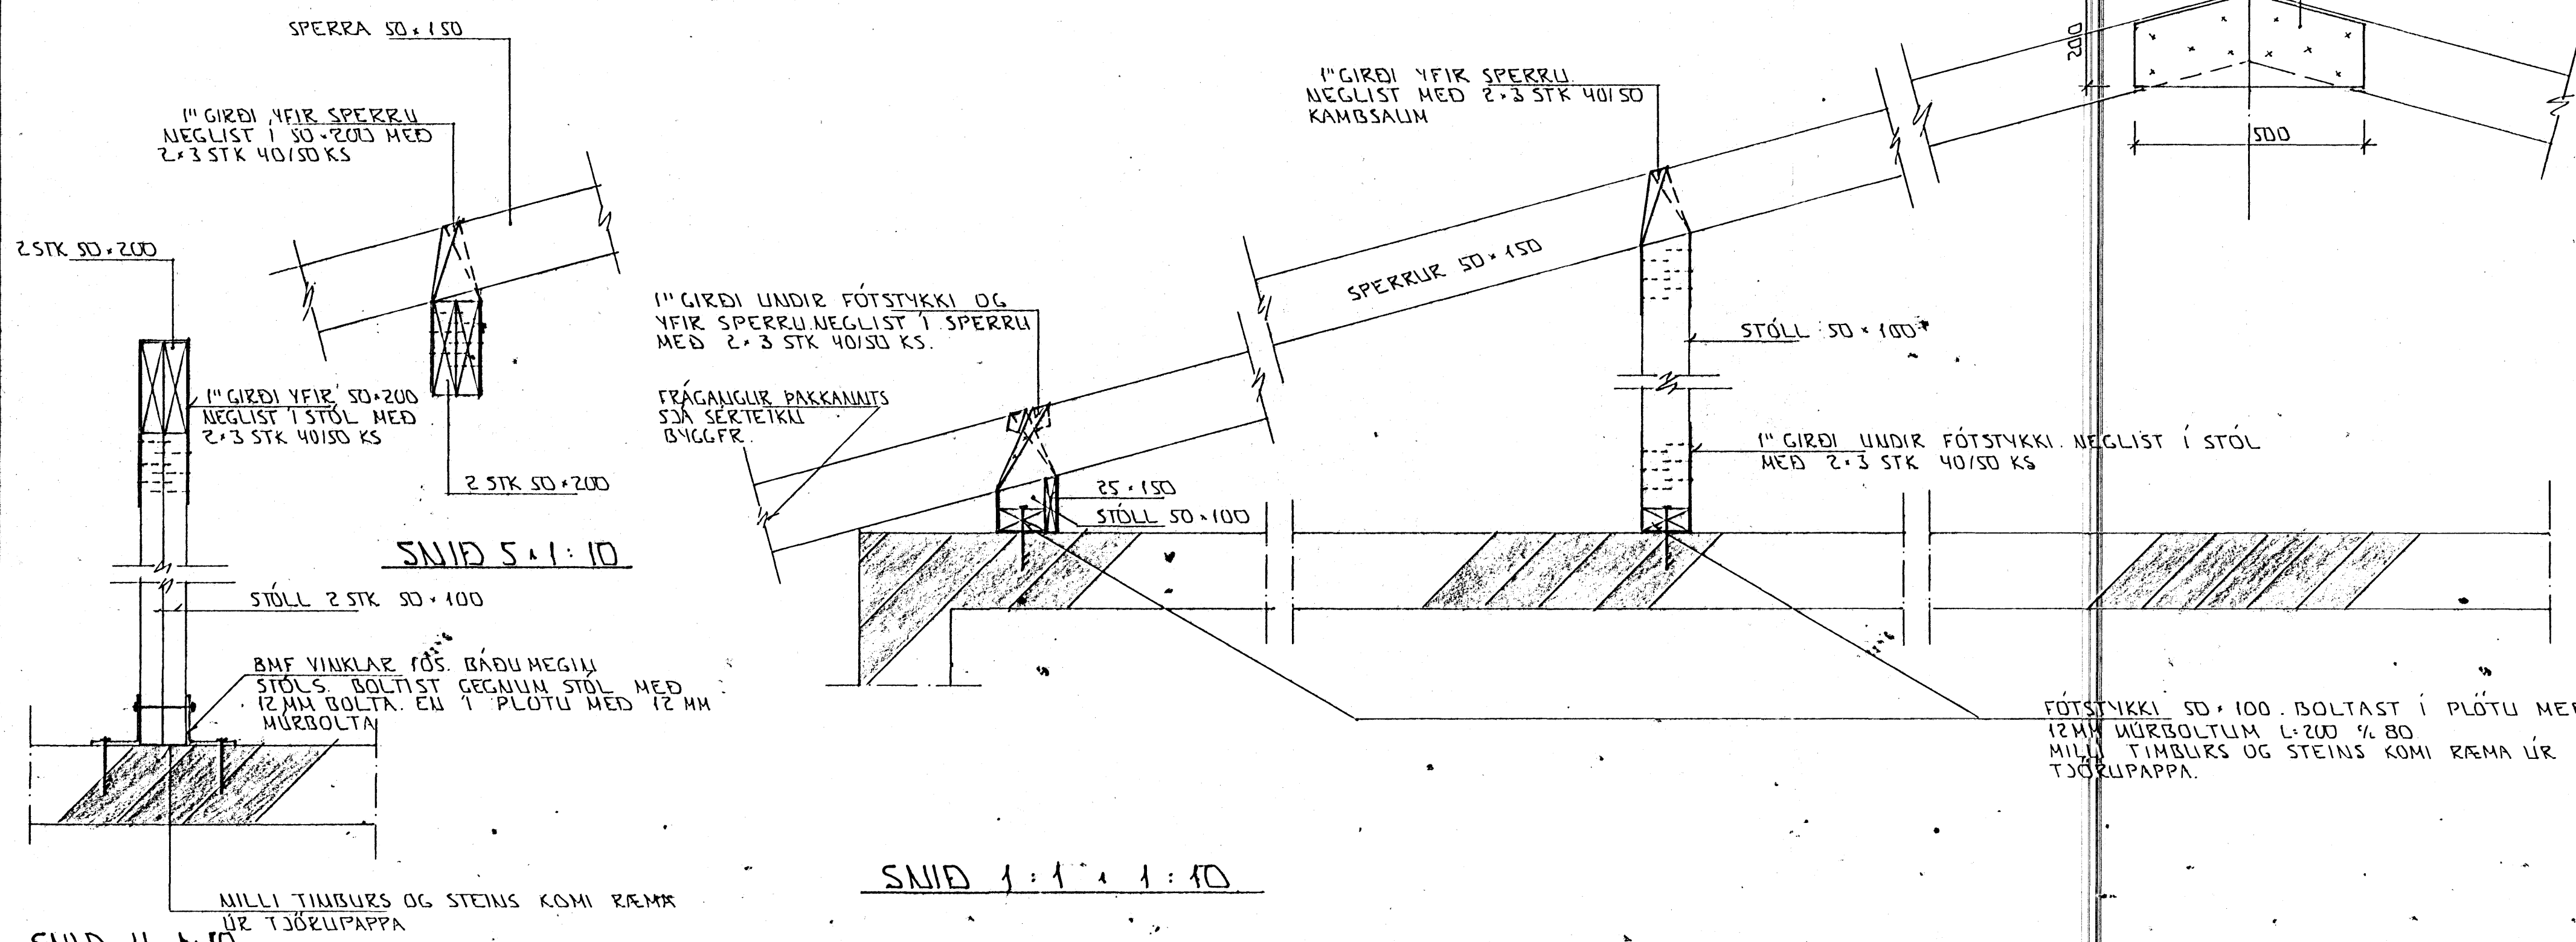 SPERRA 50×150
1" GIRÐI YFIR SPERRU
NEGLIST Í 50×200 MEÐ
2×3 STK 40/50 KS
2 STK 50×200
1" GIRÐI YFIR 50×200
NEGLIST Í STÓL MEÐ
2×3 STK 40/50 KS
2 STK 50×200
SNIÐ 5 1:10
STÓLL 2 STK 50×100
BMF VINKLAR 105. BÁÐUMEGIN
STÓLS. BOLTIST GEGNUM STÓL MEÐ
12 MM BOLTA. EN Í PLÖTU MEÐ 12 MM
MÚRBOLTA
MILLI TIMBURS OG STEINS KOMI RÆMA
ÚR TJÖRUPAPPA
1" GIRÐI UNDIR FÓTSTYKKI OG
YFIR SPERRU. NEGLIST Í SPERRU
MEÐ 2×3 STK 40/50 KS.
FRÁGANGUR ÞAKKANNTS
SJÁ SÉRTEIKN
BYGGFR.
25×150
STÓLL 50×100
SPERRUR 50×150
1" GIRÐI YFIR SPERRU.
NEGLIST MEÐ 2×3 STK 40/50
KAMBSAUM
STÓLL 50×100
1" GIRÐI UNDIR FÓTSTYKKI. NEGLIST Í STÓL
MEÐ 2×3 STK 40/50 KS
200
500
FÓTSTYKKI 50×100. BOLTAST Í PLÖTU MEÐ
12 MM MÚRBOLTUM L=200 % 80
MILLI TIMBURS OG STEINS KOMI RÆMA ÚR
TJÖRUPAPPA.
SNIÐ 1:1 1:10